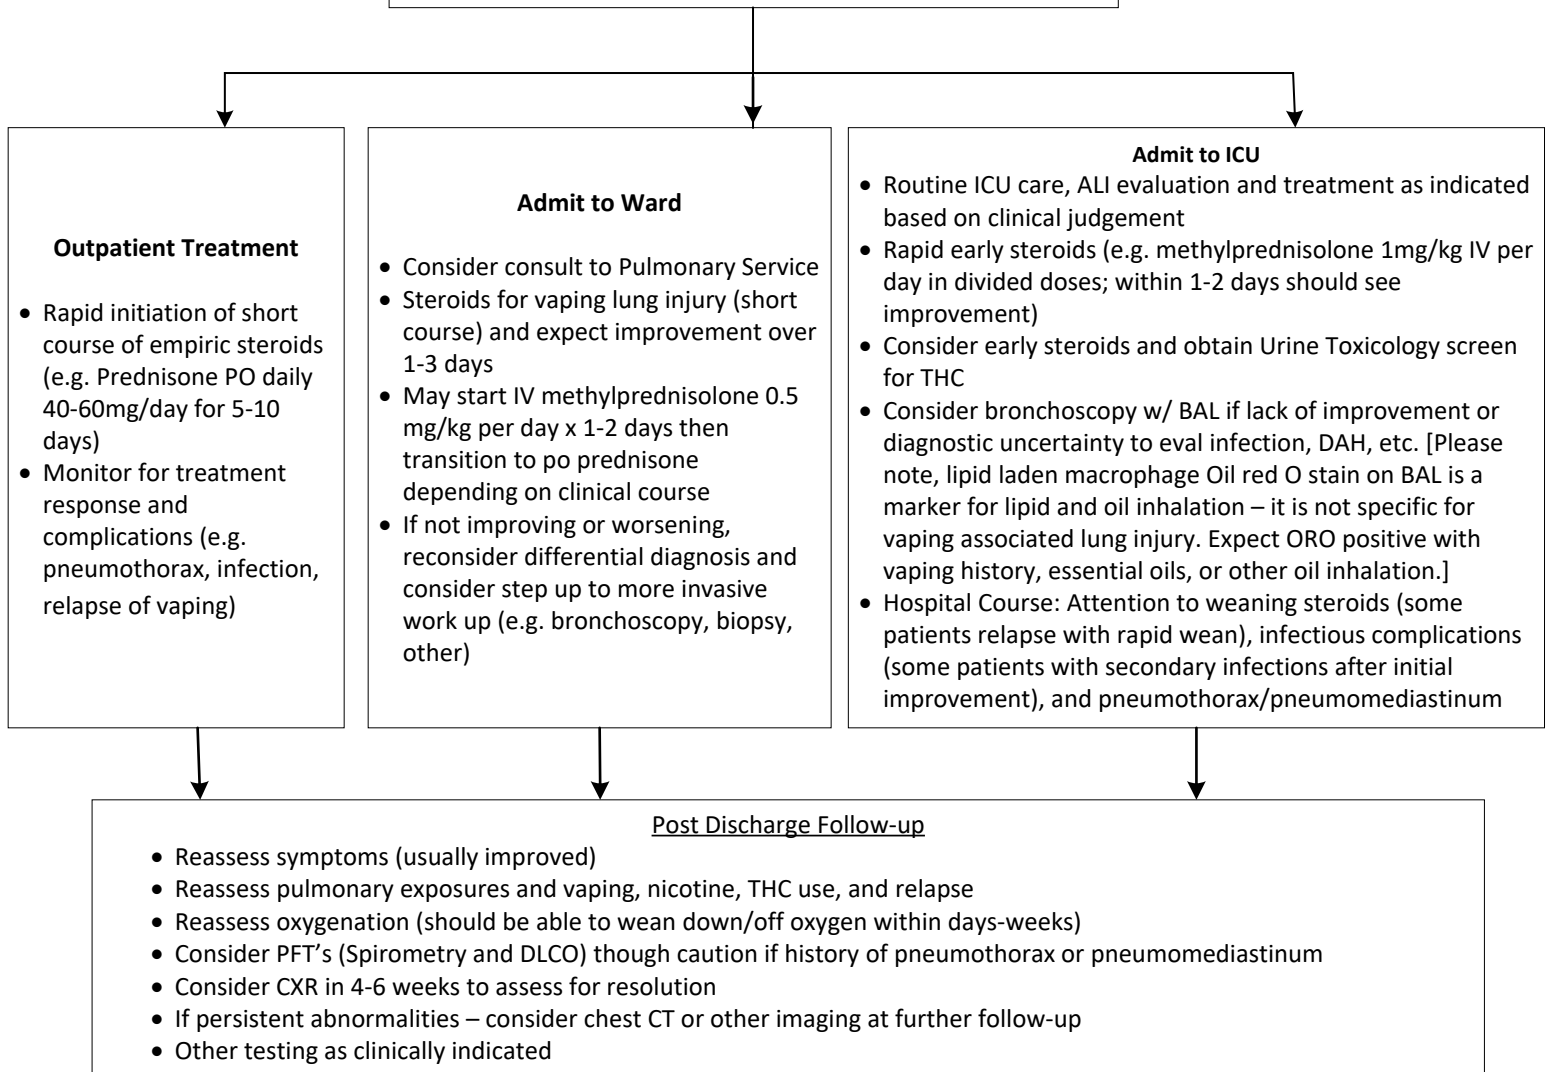 Outpatient Treatment
• Rapid initiation of short
course of empiric steroids
(e.g. Prednisone PO daily
40-60mg/day for 5-10
days)
• Monitor for treatment
response and
complications (e.g.
pneumothorax, infection,
relapse of vaping)
Admit to Ward
• Consider consult to Pulmonary Service
• Steroids for vaping lung injury (short
course) and expect improvement over
1-3 days
• May start IV methylprednisolone 0.5
mg/kg per day x 1-2 days then
transition to po prednisone
depending on clinical course
• If not improving or worsening,
reconsider differential diagnosis and
consider step up to more invasive
work up (e.g. bronchoscopy, biopsy,
other)
Admit to ICU
• Routine ICU care, ALI evaluation and treatment as indicated
based on clinical judgement
• Rapid early steroids (e.g. methylprednisolone 1mg/kg IV per
day in divided doses; within 1-2 days should see
improvement)
• Consider early steroids and obtain Urine Toxicology screen
for THC
• Consider bronchoscopy w/ BAL if lack of improvement or
diagnostic uncertainty to eval infection, DAH, etc. [Please
note, lipid laden macrophage Oil red O stain on BAL is a
marker for lipid and oil inhalation – it is not specific for
vaping associated lung injury. Expect ORO positive with
vaping history, essential oils, or other oil inhalation.]
• Hospital Course: Attention to weaning steroids (some
patients relapse with rapid wean), infectious complications
(some patients with secondary infections after initial
improvement), and pneumothorax/pneumomediastinum
Post Discharge Follow-up
• Reassess symptoms (usually improved)
• Reassess pulmonary exposures and vaping, nicotine, THC use, and relapse
• Reassess oxygenation (should be able to wean down/off oxygen within days-weeks)
• Consider PFT's (Spirometry and DLCO) though caution if history of pneumothorax or pneumomediastinum
• Consider CXR in 4-6 weeks to assess for resolution
• If persistent abnormalities – consider chest CT or other imaging at further follow-up
• Other testing as clinically indicated